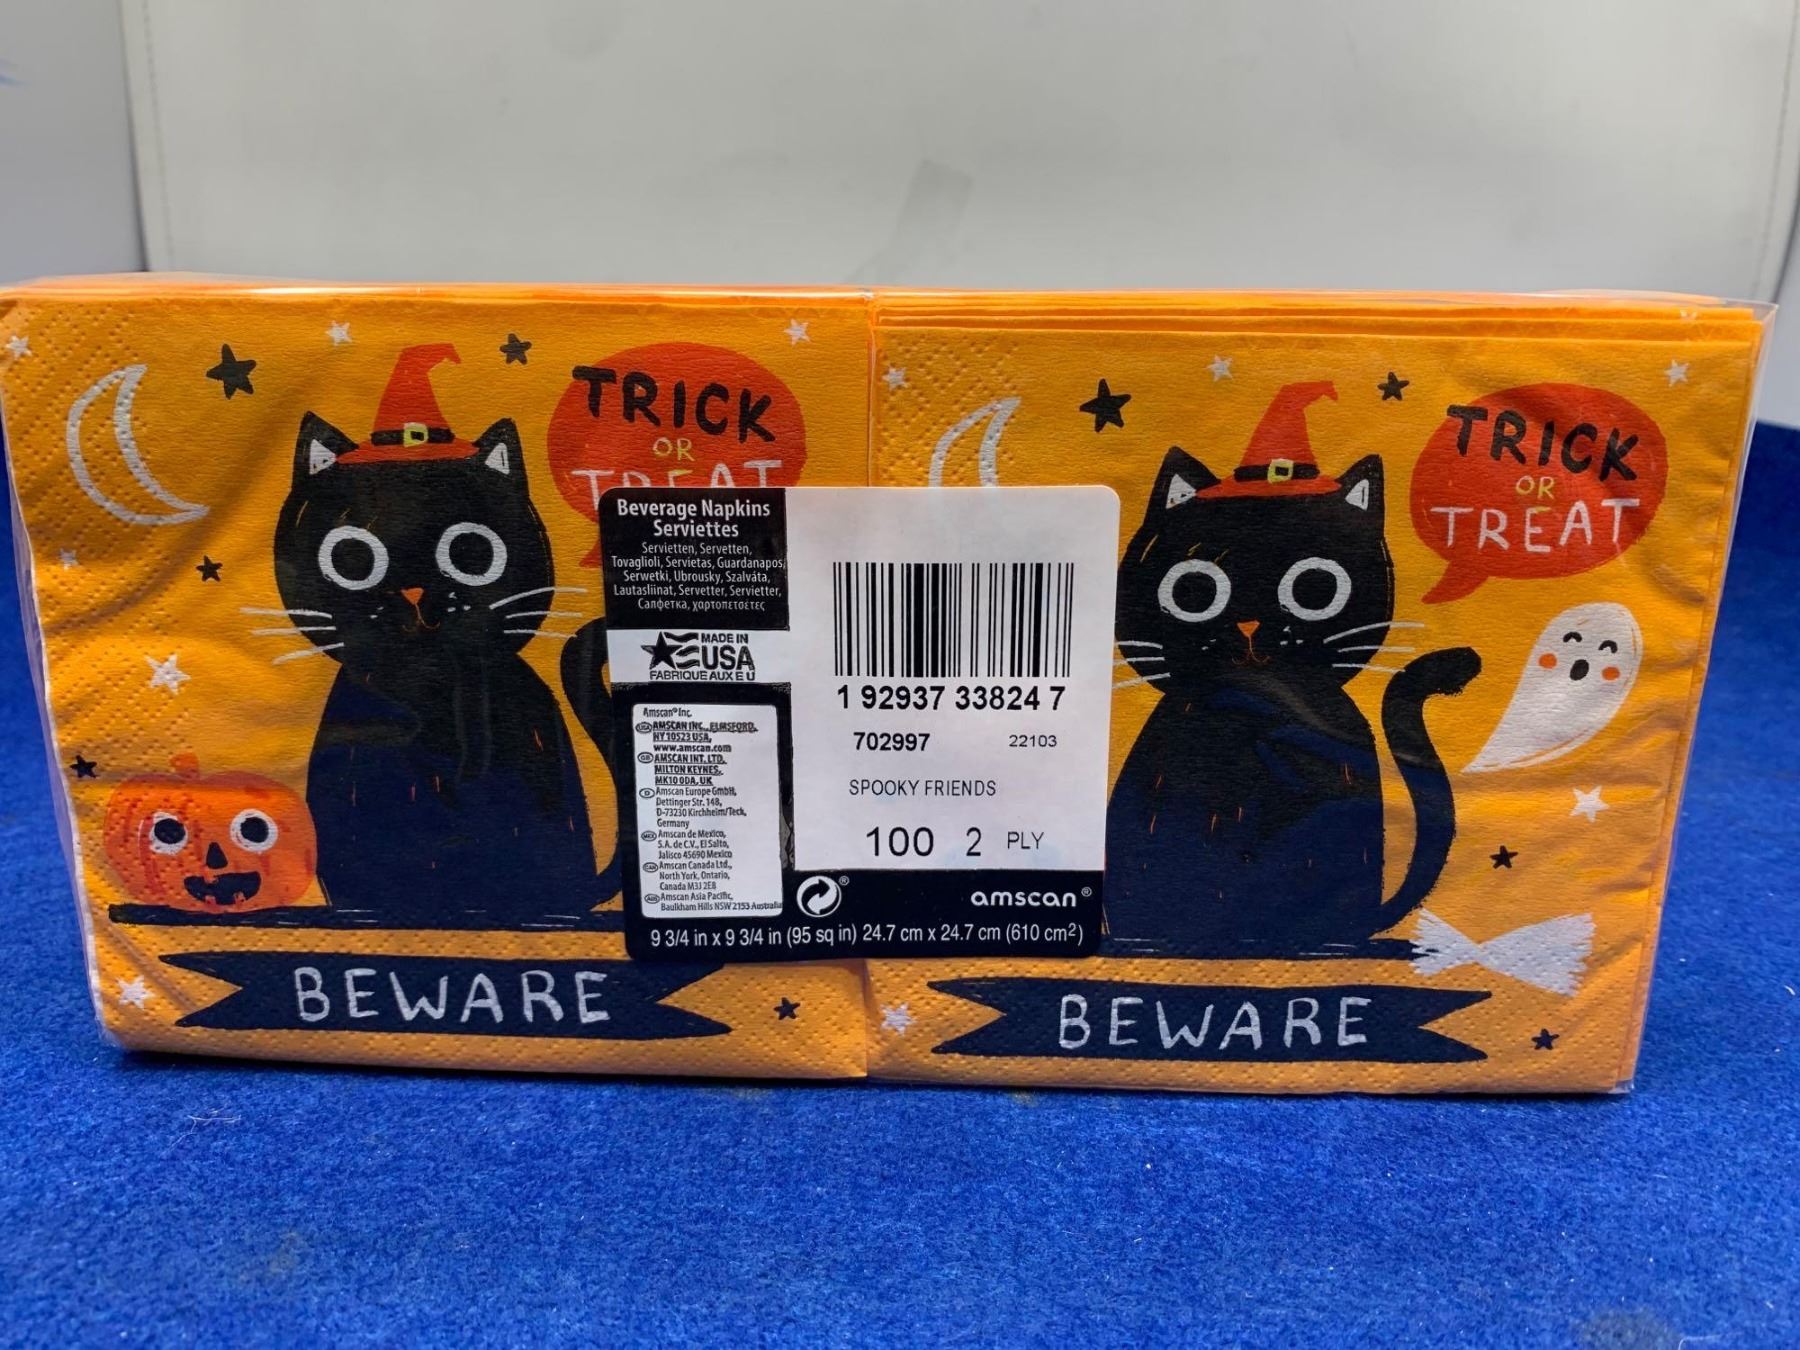 TRICK
OR
TREAT
BEWARE
Beverage Napkins
Serviettes
Servietten, Servetten,
Tovaglioli, Servietas, Guardanapos,
Serwetki, Ubrousky, Szalváta,
Lautasliinat, Servetter, Servietter,
Салфетка, χαρτοπετσέτες
MADE IN
USA
FABRIQUE AUX E U
Amscan® Inc.
USA AMSCAN INC., ELMSFORD,
NY 10523 USA,
www.amscan.com
GB AMSCAN INT. LTD.
MILTON KEYNES,
MK10 0DA, UK
D Amscan Europe GmbH,
Dettinger Str. 148,
D-73230 Kirchheim/Teck,
Germany
MEX Amscan de Mexico,
S.A. de C.V., El Salto,
Jalisco 45690 Mexico
CAN Amscan Canada Ltd.,
North York, Ontario,
Canada M3J 2E8
AUS Amscan Asia Pacific,
Baulkham Hills NSW 2153 Australia
1 92937 33824 7
702997 22103
SPOOKY FRIENDS
100 2 PLY
® amscan®
9 3/4 in x 9 3/4 in (95 sq in) 24.7 cm x 24.7 cm (610 cm²)
TRICK
OR
TREAT
BEWARE